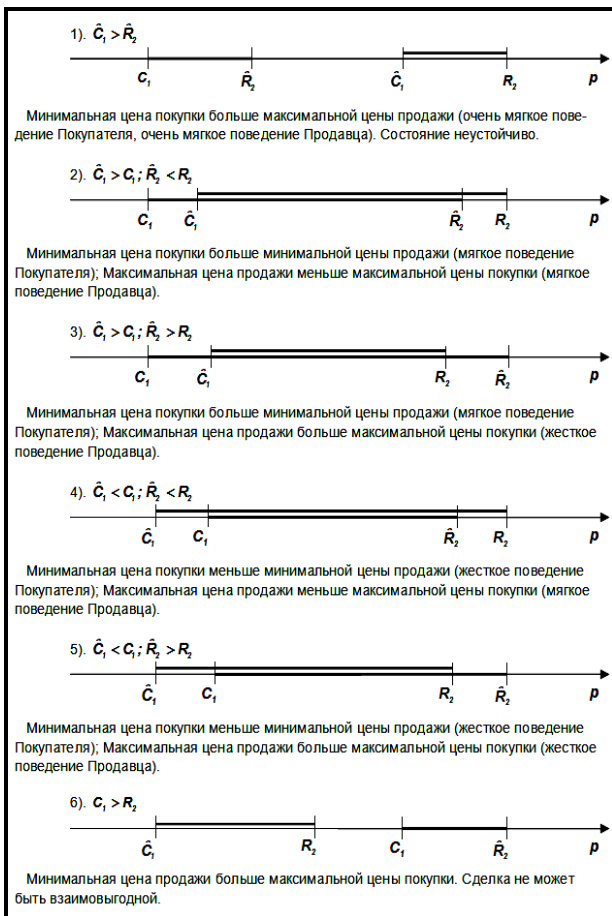 1). Ĉ₁ > R̂₂
C₁ R̂₂ Ĉ₁ R₂ p
Минимальная цена покупки больше максимальной цены продажи (очень мягкое пове-
дение Покупателя, очень мягкое поведение Продавца). Состояние неустойчиво.
2). Ĉ₁ > C₁; R̂₂ < R₂
C₁ Ĉ₁ R̂₂ R₂ p
Минимальная цена покупки больше минимальной цены продажи (мягкое поведение
Покупателя); Максимальная цена продажи меньше максимальной цены покупки (мягкое
поведение Продавца).
3). Ĉ₁ > C₁; R̂₂ > R₂
C₁ Ĉ₁ R₂ R̂₂ p
Минимальная цена покупки больше минимальной цены продажи (мягкое поведение
Покупателя); Максимальная цена продажи больше максимальной цены покупки (жесткое
поведение Продавца).
4). Ĉ₁ < C₁; R̂₂ < R₂
Ĉ₁ C₁ R̂₂ R₂ p
Минимальная цена покупки меньше минимальной цены продажи (жесткое поведение
Покупателя); Максимальная цена продажи меньше максимальной цены покупки (мягкое
поведение Продавца).
5). Ĉ₁ < C₁; R̂₂ > R₂
Ĉ₁ C₁ R₂ R̂₂ p
Минимальная цена покупки меньше минимальной цены продажи (жесткое поведение
Покупателя); Максимальная цена продажи больше максимальной цены покупки (жесткое
поведение Продавца).
6). C₁ > R₂
Ĉ₁ R₂ C₁ R̂₂ p
Минимальная цена продажи больше максимальной цены покупки. Сделка не может
быть взаимовыгодной.